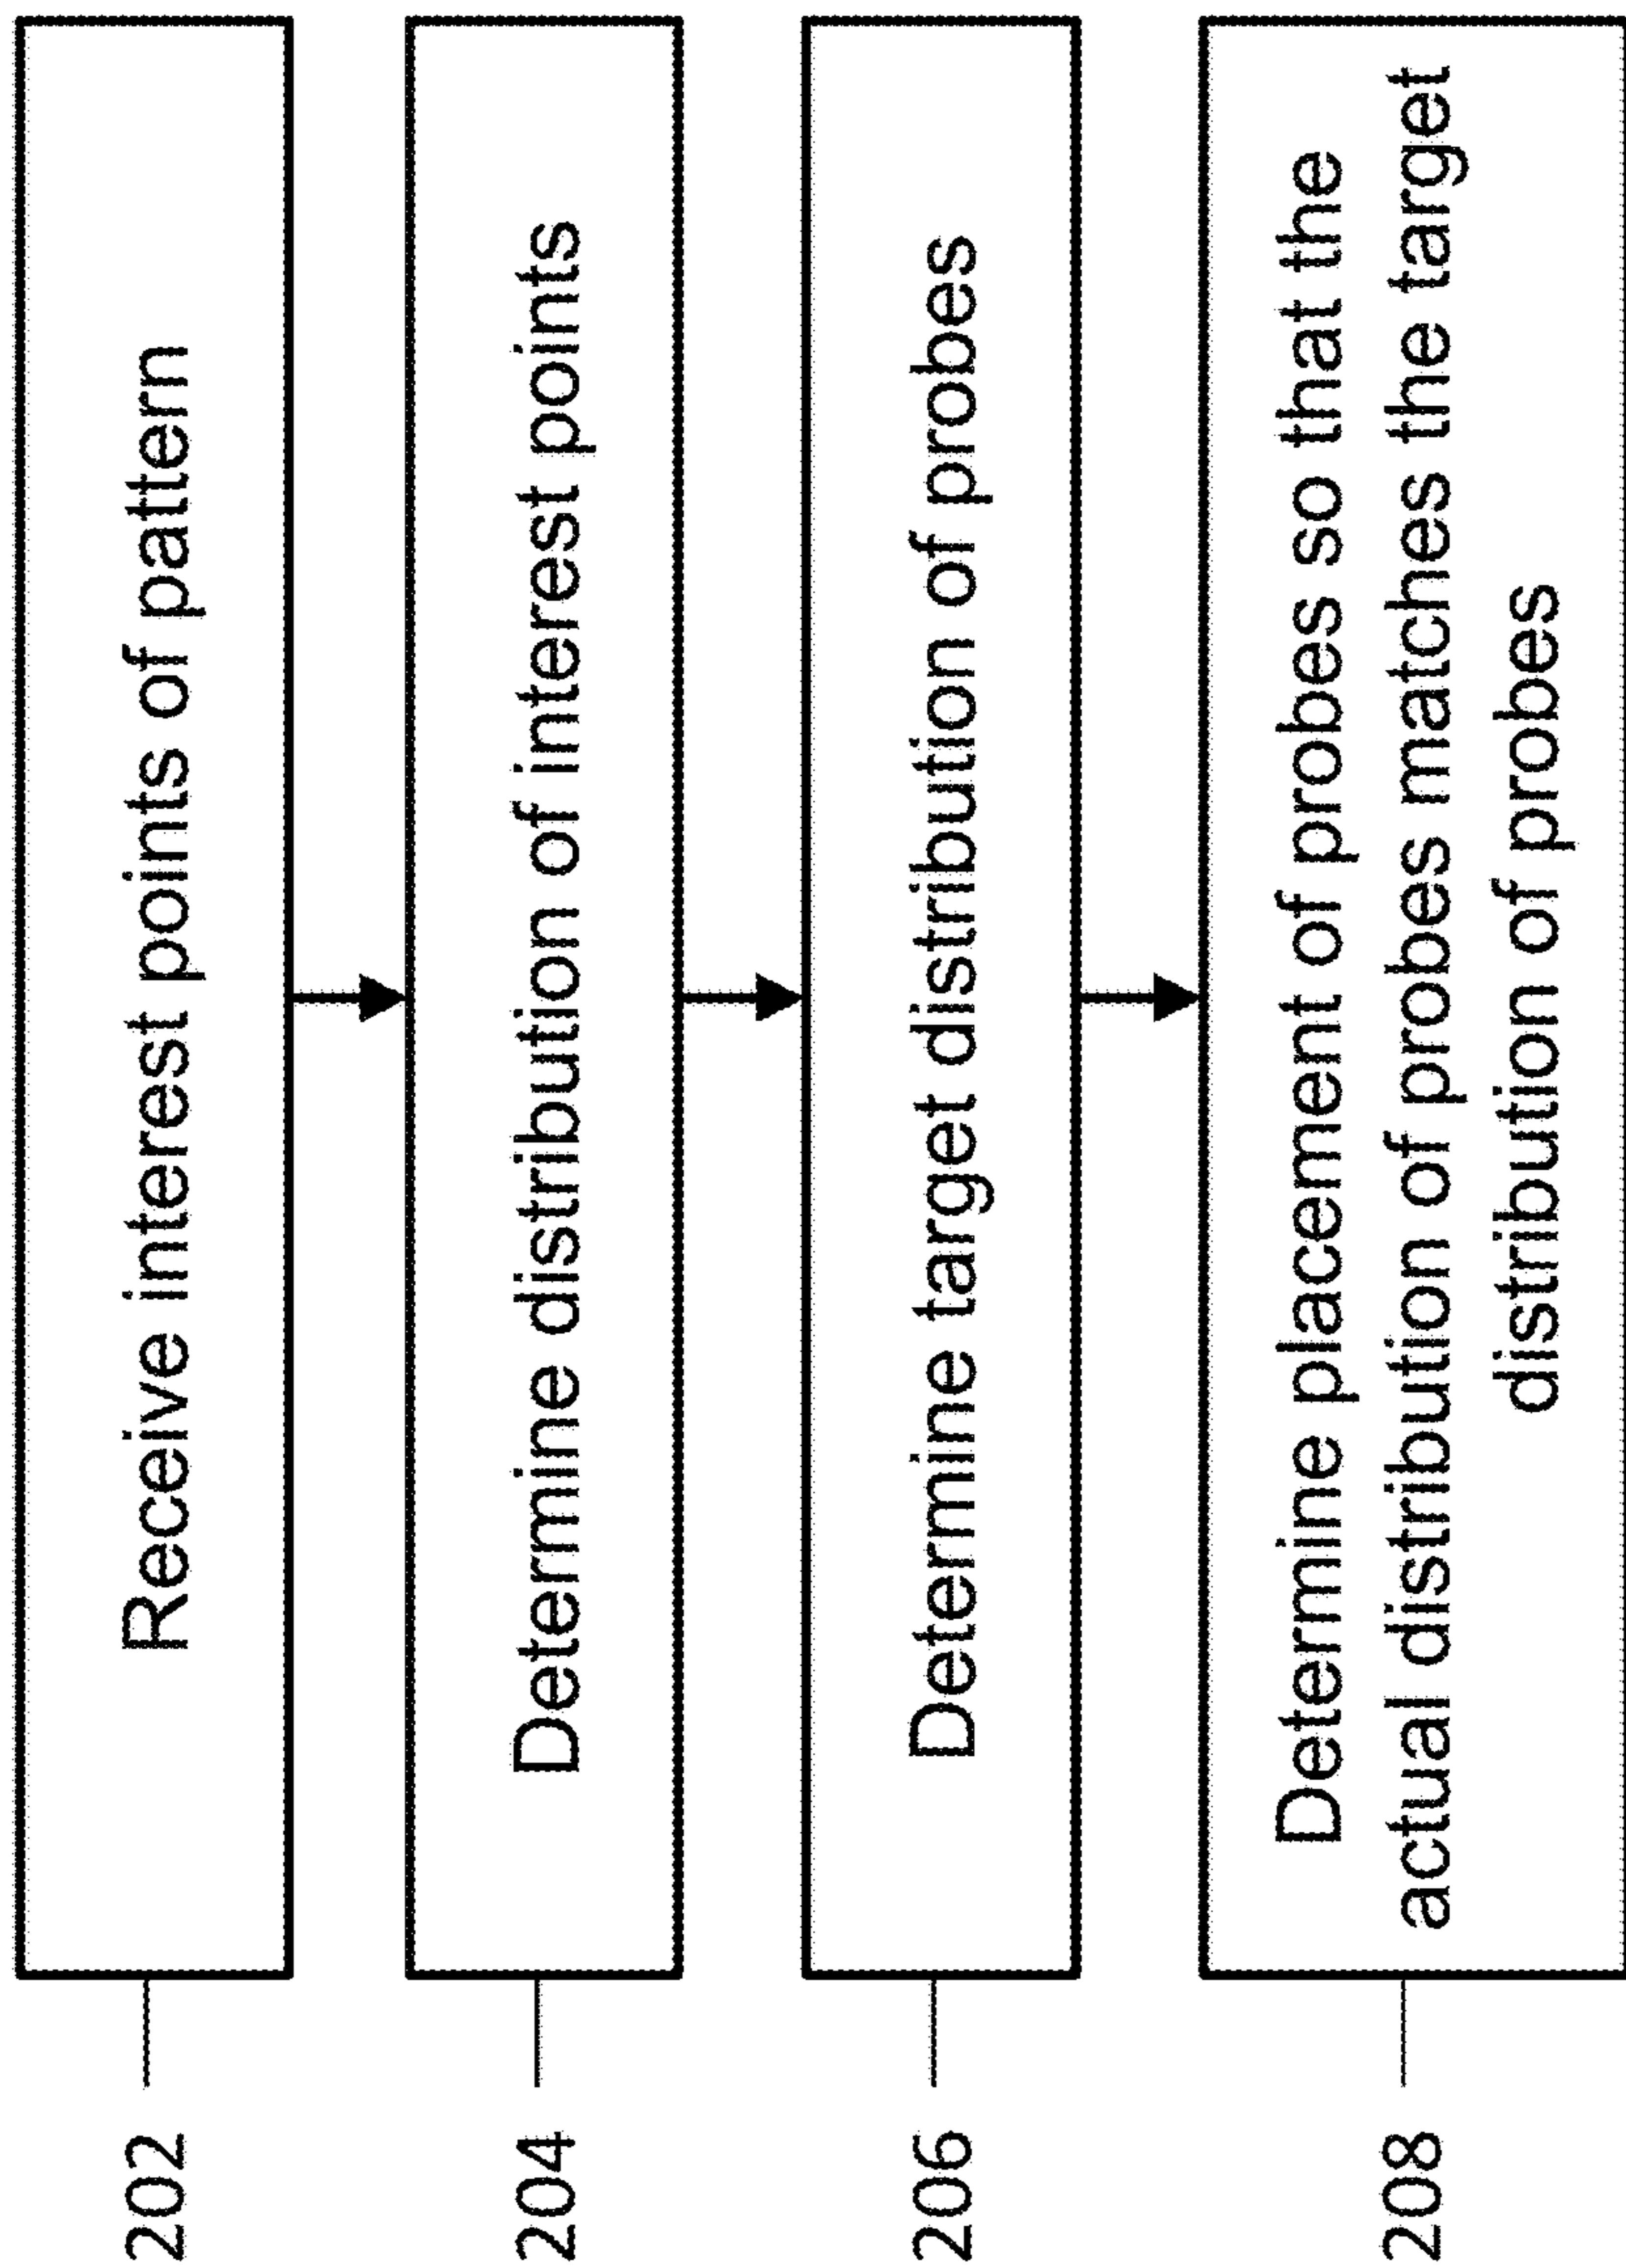 202
Receive interest points of pattern
204
Determine distribution of interest points
206
Determine target distribution of probes
208
Determine placement of probes so that the
actual distribution of probes matches the target
distribution of probes